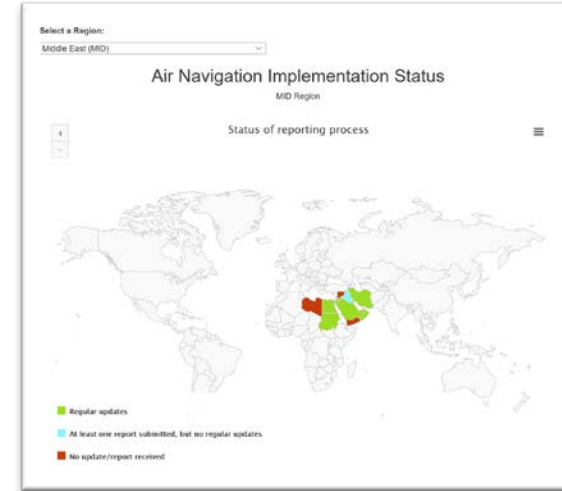 Select a Region:
Middle East (MID)
Air Navigation Implementation Status
MID Region
Status of reporting process
+
−
Regular updates
At least one report submitted, but no regular updates
No update/report received